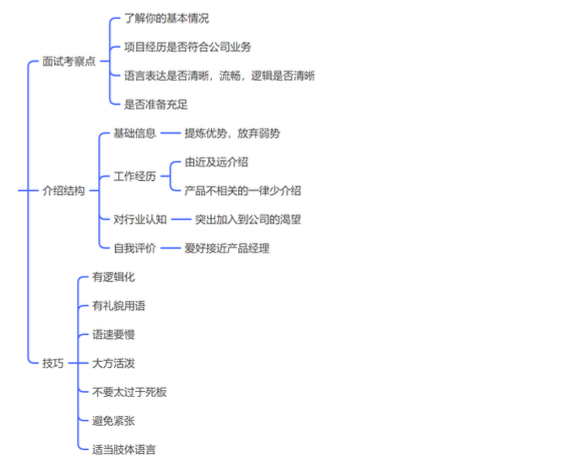 面试考察点
了解你的基本情况
项目经历是否符合公司业务
语言表达是否清晰，流畅，逻辑是否清晰
是否准备充足
介绍结构
基础信息
提炼优势，放弃弱势
工作经历
由近及远介绍
产品不相关的一律少介绍
对行业认知
突出加入到公司的渴望
自我评价
爱好接近产品经理
技巧
有逻辑化
有礼貌用语
语速要慢
大方活泼
不要太过于死板
避免紧张
适当肢体语言